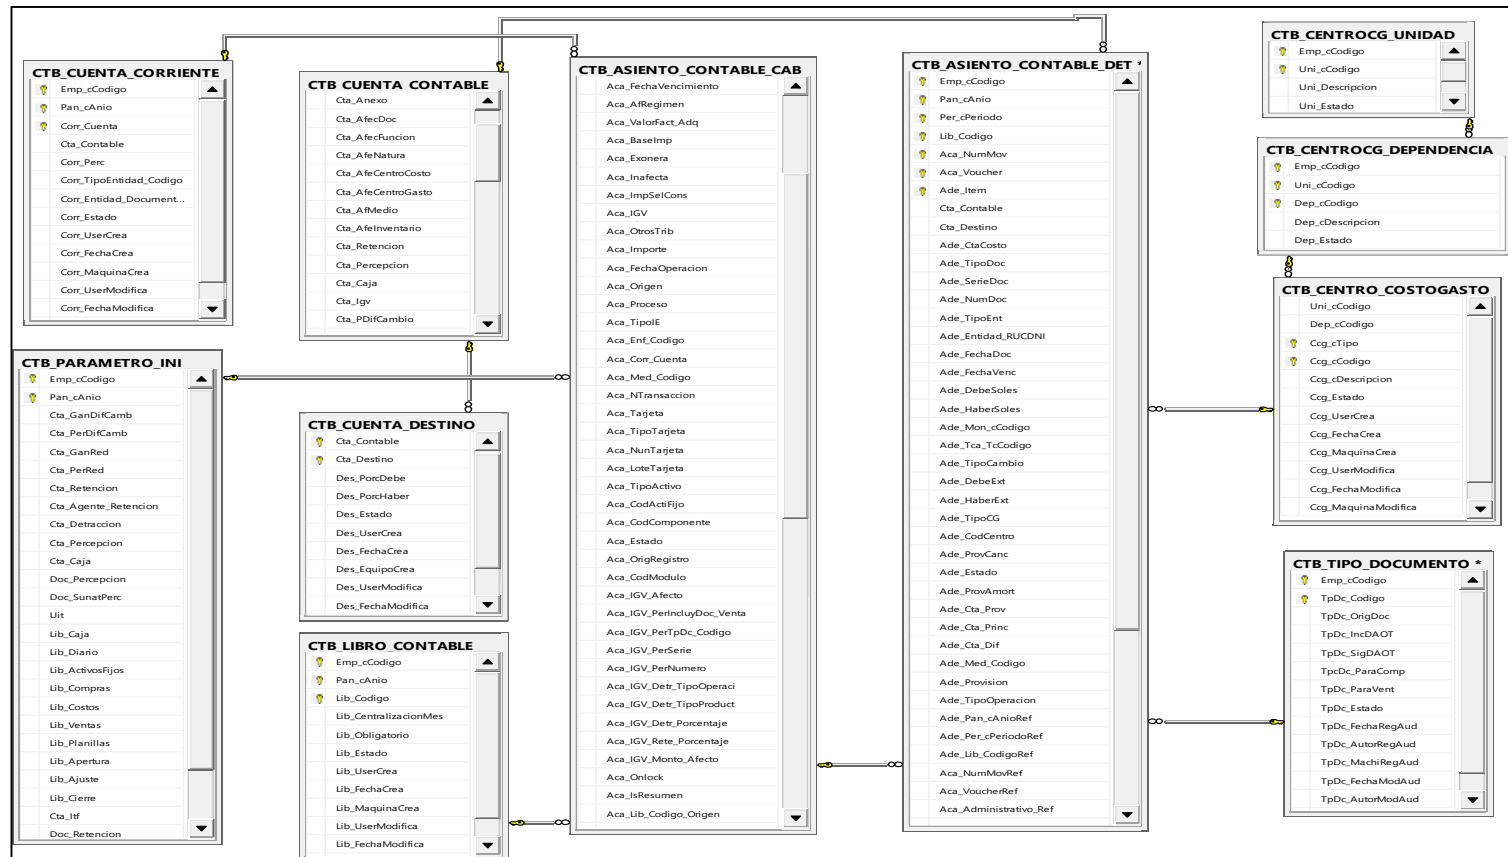 CTB_CUENTA_CORRIENTE
Emp_cCodigo
Pan_cAnio
Corr_Cuenta
Cta_Contable
Corr_Perc
Corr_TipoEntidad_Codigo
Corr_Entidad_Document...
Corr_Estado
Corr_UserCrea
Corr_FechaCrea
Corr_MaquinaCrea
Corr_UserModifica
Corr_FechaModifica
CTB_PARAMETRO_INI
Emp_cCodigo
Pan_cAnio
Cta_GanDifCamb
Cta_PerDifCamb
Cta_GanRed
Cta_PerRed
Cta_Retencion
Cta_Agente_Retencion
Cta_Detraccion
Cta_Percepcion
Cta_Caja
Doc_Percepcion
Doc_SunatPerc
Uit
Lib_Caja
Lib_Diario
Lib_ActivosFijos
Lib_Compras
Lib_Costos
Lib_Ventas
Lib_Planillas
Lib_Apertura
Lib_Ajuste
Lib_Cierre
Cta_Itf
Doc_Retencion
CTB_CUENTA_CONTABLE
Cta_Anexo
Cta_AfecDoc
Cta_AfecFuncion
Cta_AfeNatura
Cta_AfeCentroCosto
Cta_AfeCentroGasto
Cta_AfMedio
Cta_AfeInventario
Cta_Retencion
Cta_Percepcion
Cta_Caja
Cta_Igv
Cta_PDifCambio
CTB_CUENTA_DESTINO
Cta_Contable
Cta_Destino
Des_PorcDebe
Des_PorcHaber
Des_Estado
Des_UserCrea
Des_FechaCrea
Des_EquipoCrea
Des_UserModifica
Des_FechaModifica
CTB_LIBRO_CONTABLE
Emp_cCodigo
Pan_cAnio
Lib_Codigo
Lib_CentralizacionMes
Lib_Obligatorio
Lib_Estado
Lib_UserCrea
Lib_FechaCrea
Lib_MaquinaCrea
Lib_UserModifica
Lib_FechaModifica
CTB_ASIENTO_CONTABLE_CAB
Aca_FechaVencimiento
Aca_AfRegimen
Aca_ValorFact_Adq
Aca_BaseImp
Aca_Exonera
Aca_Inafecta
Aca_ImpSelCons
Aca_IGV
Aca_OtrosTrib
Aca_Importe
Aca_FechaOperacion
Aca_Origen
Aca_Proceso
Aca_TipoIE
Aca_Enf_Codigo
Aca_Corr_Cuenta
Aca_Med_Codigo
Aca_NTransaccion
Aca_Tarjeta
Aca_TipoTarjeta
Aca_NunTarjeta
Aca_LoteTarjeta
Aca_TipoActivo
Aca_CodActiFijo
Aca_CodComponente
Aca_Estado
Aca_OrigRegistro
Aca_CodModulo
Aca_IGV_Afecto
Aca_IGV_PerIncluyDoc_Venta
Aca_IGV_PerTpDc_Codigo
Aca_IGV_PerSerie
Aca_IGV_PerNumero
Aca_IGV_Detr_TipoOperaci
Aca_IGV_Detr_TipoProduct
Aca_IGV_Detr_Porcentaje
Aca_IGV_Rete_Porcentaje
Aca_IGV_Monto_Afecto
Aca_Onlock
Aca_IsResumen
Aca_Lib_Codigo_Origen
CTB_ASIENTO_CONTABLE_DET *
Emp_cCodigo
Pan_cAnio
Per_cPeriodo
Lib_Codigo
Aca_NumMov
Aca_Voucher
Ade_Item
Cta_Contable
Cta_Destino
Ade_CtaCosto
Ade_TipoDoc
Ade_SerieDoc
Ade_NumDoc
Ade_TipoEnt
Ade_Entidad_RUCDNI
Ade_FechaDoc
Ade_FechaVenc
Ade_DebeSoles
Ade_HaberSoles
Ade_Mon_cCodigo
Ade_Tca_TcCodigo
Ade_TipoCambio
Ade_DebeExt
Ade_HaberExt
Ade_TipoCG
Ade_CodCentro
Ade_ProvCanc
Ade_Estado
Ade_ProvAmort
Ade_Cta_Prov
Ade_Cta_Princ
Ade_Cta_Dif
Ade_Med_Codigo
Ade_Provision
Ade_TipoOperacion
Ade_Pan_cAnioRef
Ade_Per_cPeriodoRef
Ade_Lib_CodigoRef
Aca_NumMovRef
Aca_VoucherRef
Aca_Administrativo_Ref
CTB_CENTROCG_UNIDAD
Emp_cCodigo
Uni_cCodigo
Uni_Descripcion
Uni_Estado
CTB_CENTROCG_DEPENDENCIA
Emp_cCodigo
Uni_cCodigo
Dep_cCodigo
Dep_cDescripcion
Dep_Estado
CTB_CENTRO_COSTOGASTO
Uni_cCodigo
Dep_cCodigo
Ccg_cTipo
Ccg_cCodigo
Ccg_cDescripcion
Ccg_Estado
Ccg_UserCrea
Ccg_FechaCrea
Ccg_MaquinaCrea
Ccg_UserModifica
Ccg_FechaModifica
Ccg_MaquinaModifica
CTB_TIPO_DOCUMENTO *
Emp_cCodigo
TpDc_Codigo
TpDc_OrigDoc
TpDc_IncDAOT
TpDc_SigDAOT
TpcDc_ParaComp
TpDc_ParaVent
TpDc_Estado
TpDc_FechaRegAud
TpDc_AutorRegAud
TpDc_MachiRegAud
TpDc_FechaModAud
TpDc_AutorModAud